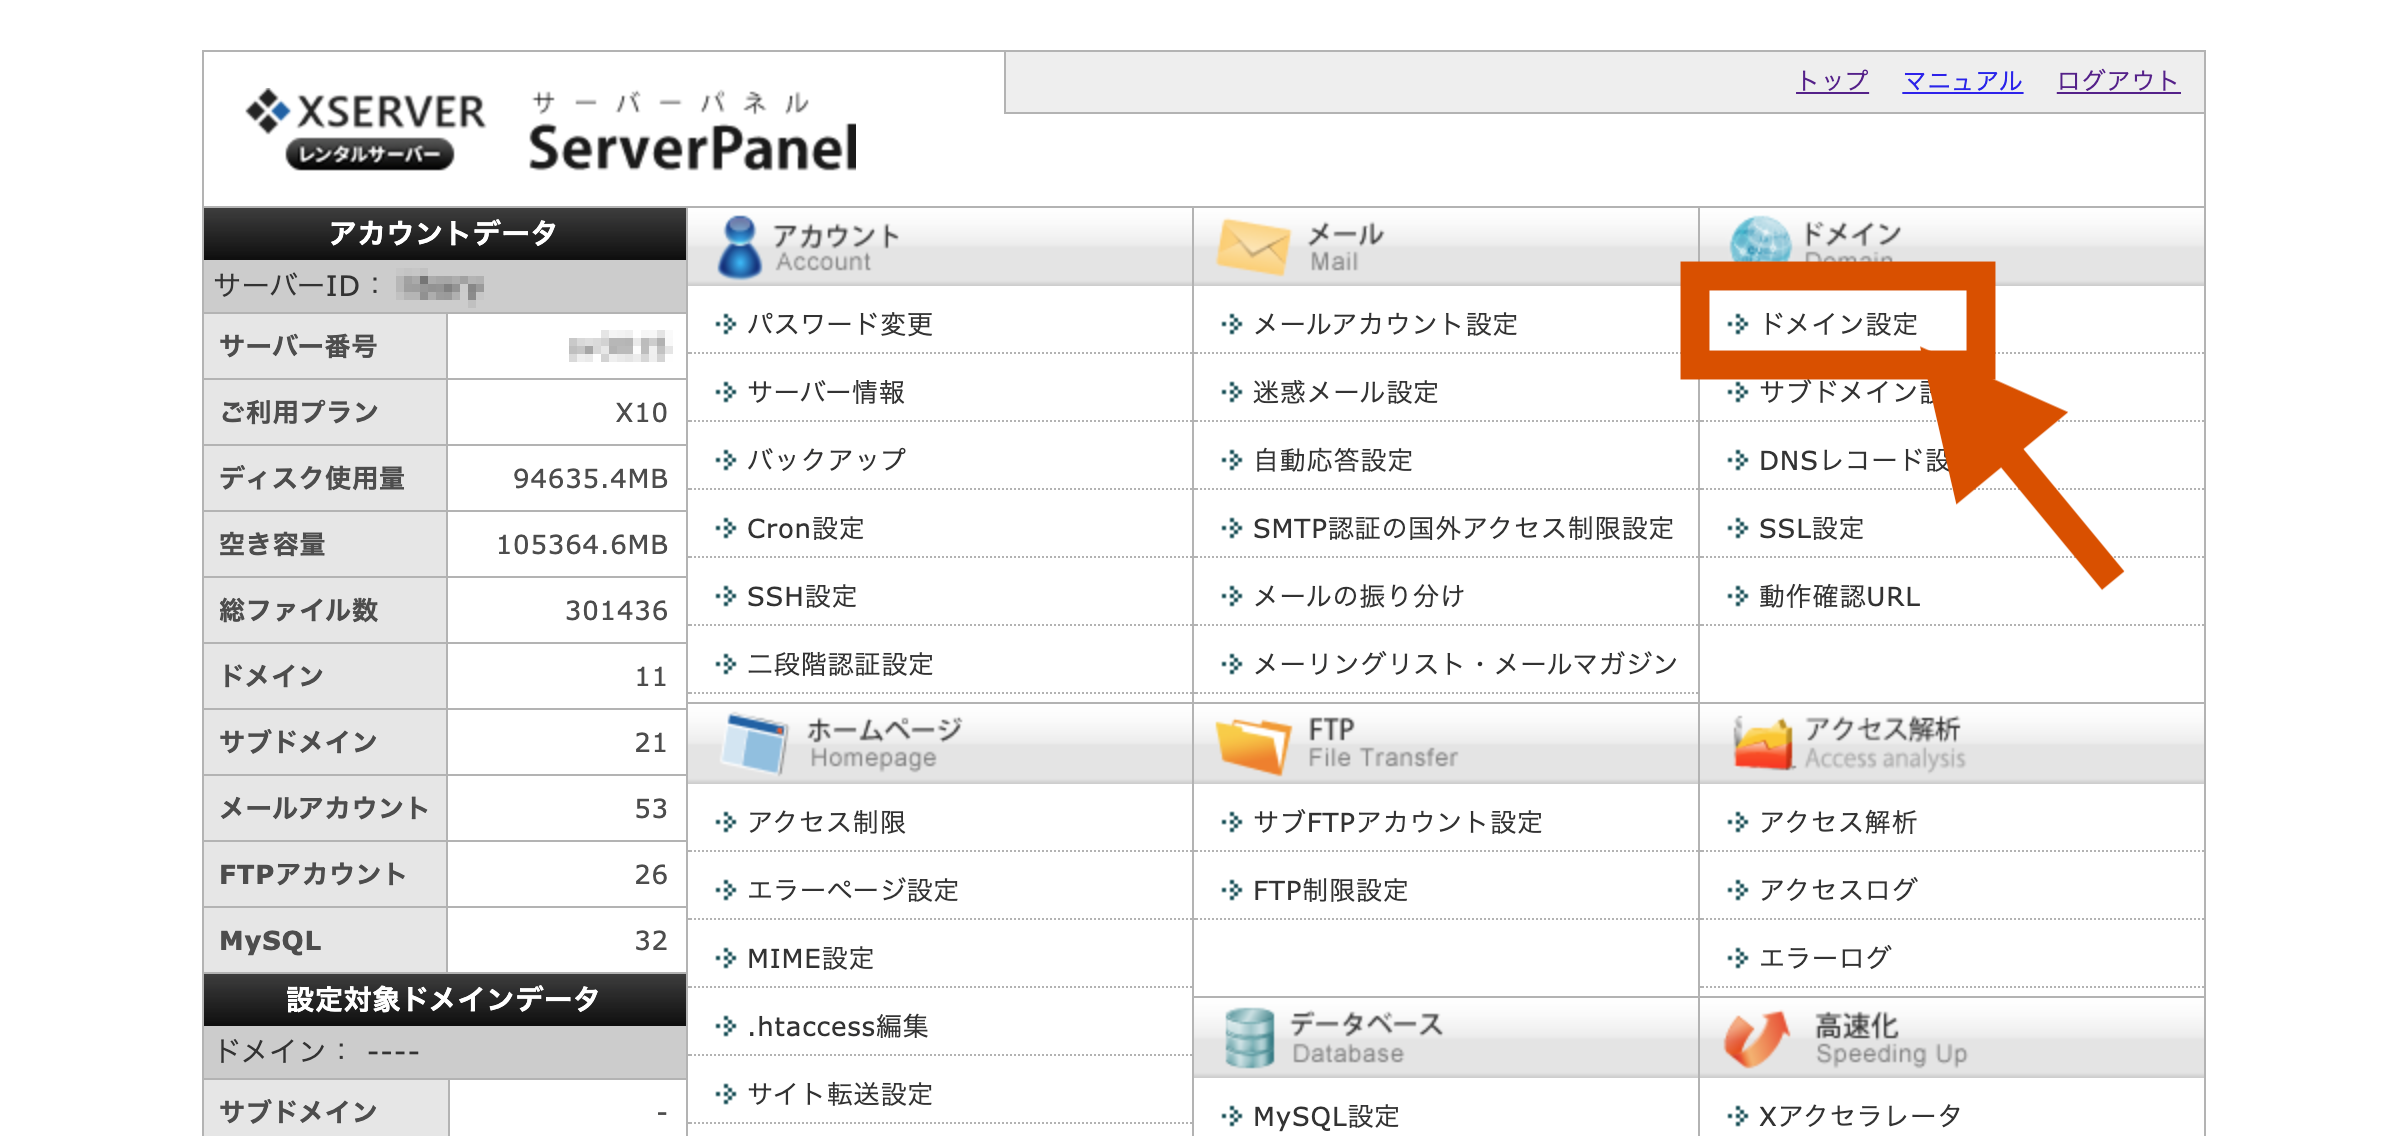 トップ マニュアル ログアウト
XSERVER
レンタルサーバー
サーバーパネル
ServerPanel
アカウントデータ
サーバーID：
サーバー番号
ご利用プラン X10
ディスク使用量 94635.4MB
空き容量 105364.6MB
総ファイル数 301436
ドメイン 11
サブドメイン 21
メールアカウント 53
FTPアカウント 26
MySQL 32
設定対象ドメインデータ
ドメイン： ----
サブドメイン -
アカウント
Account
パスワード変更
サーバー情報
バックアップ
Cron設定
SSH設定
二段階認証設定
メール
Mail
メールアカウント設定
迷惑メール設定
自動応答設定
SMTP認証の国外アクセス制限設定
メールの振り分け
メーリングリスト・メールマガジン
ドメイン
Domain
ドメイン設定
サブドメイン設
DNSレコード設
SSL設定
動作確認URL
ホームページ
Homepage
アクセス制限
エラーページ設定
MIME設定
.htaccess編集
サイト転送設定
FTP
File Transfer
サブFTPアカウント設定
FTP制限設定
データベース
Database
MySQL設定
アクセス解析
Access analysis
アクセス解析
アクセスログ
エラーログ
高速化
Speeding Up
Xアクセラレータ